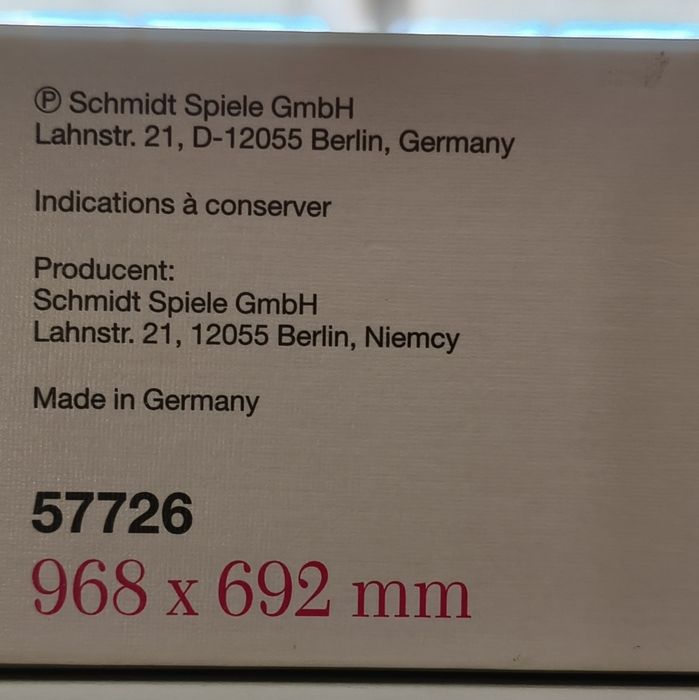 Ⓟ Schmidt Spiele GmbH
Lahnstr. 21, D-12055 Berlin, Germany
Indications à conserver
Producent:
Schmidt Spiele GmbH
Lahnstr. 21, 12055 Berlin, Niemcy
Made in Germany
57726
968 x 692 mm